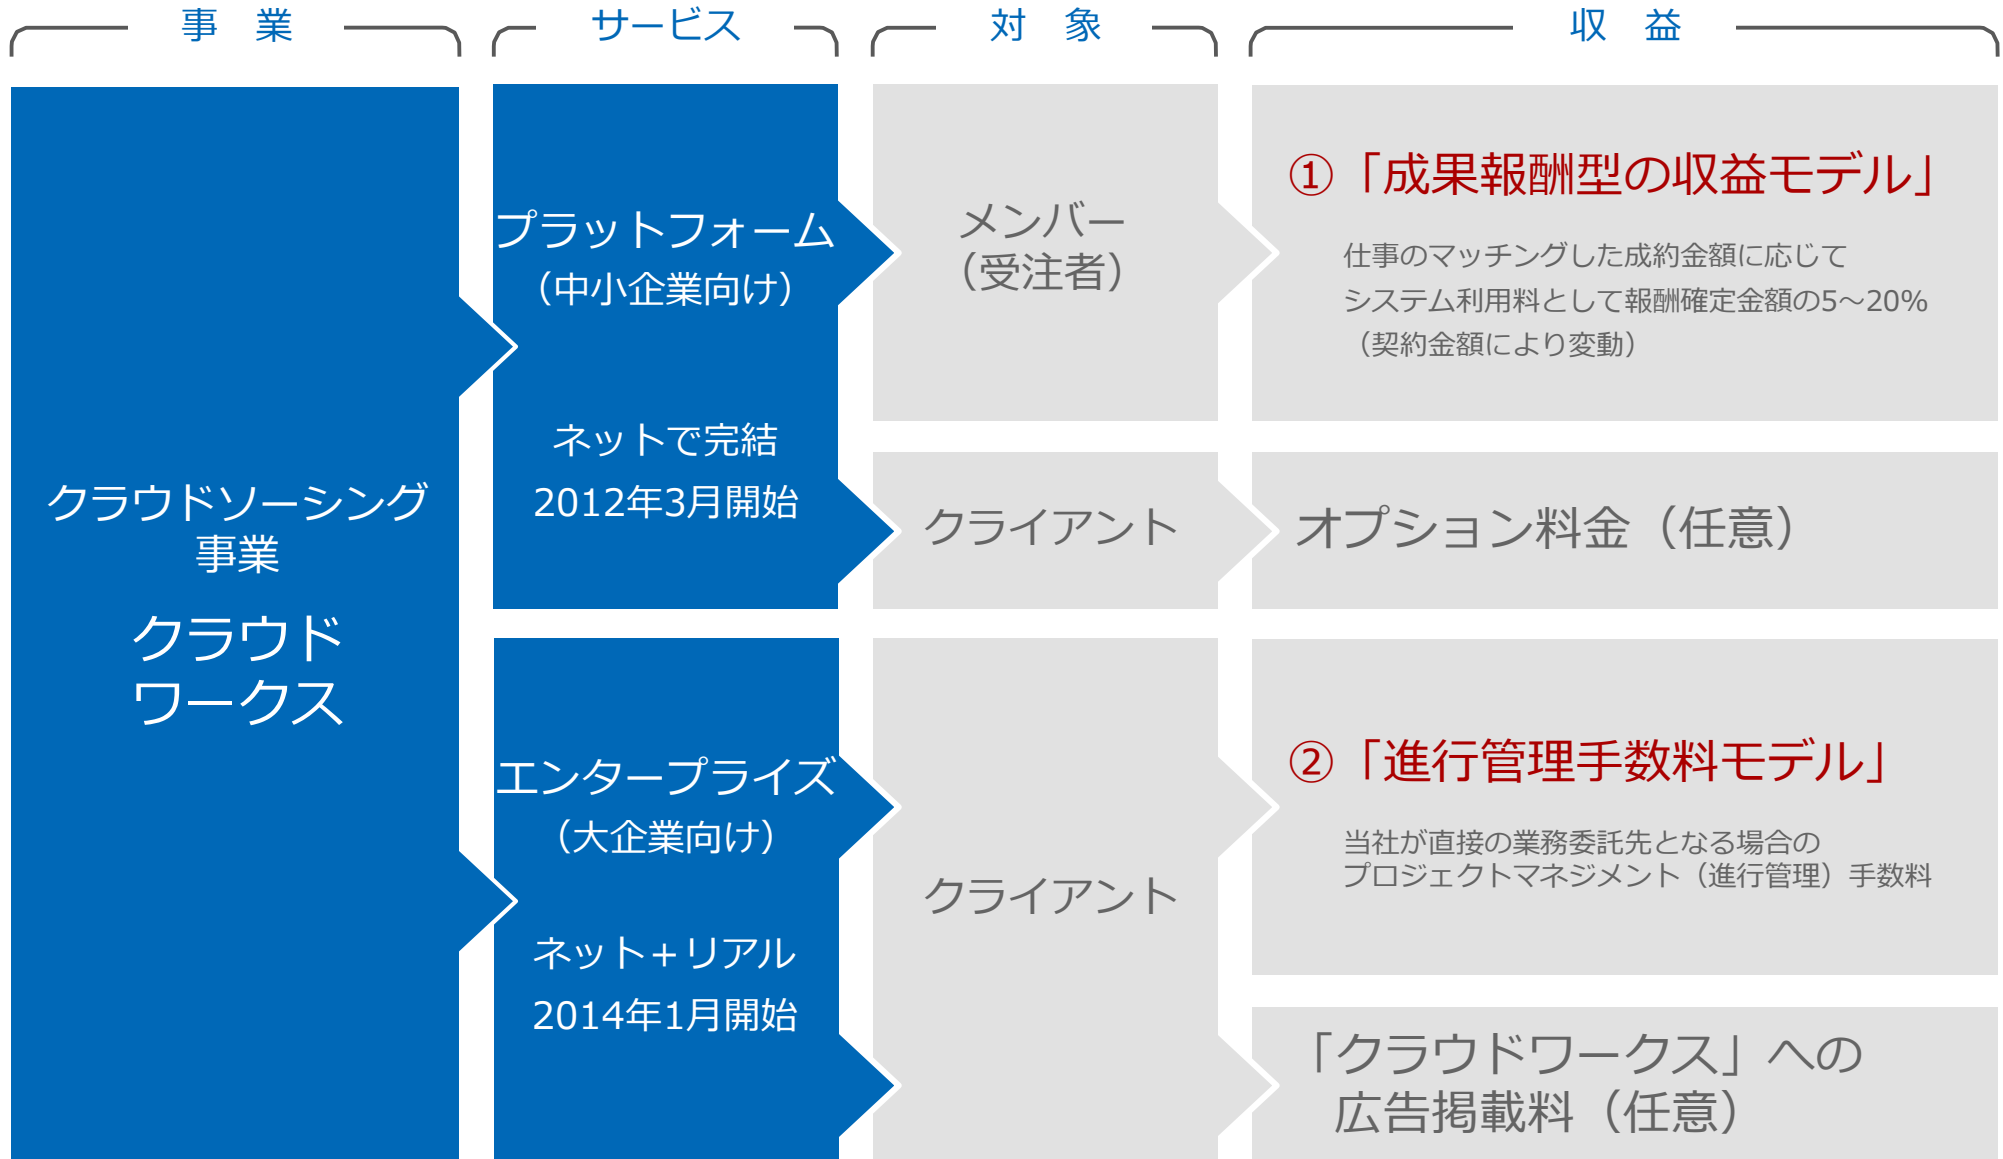 事　業
サービス
対　象
収　益
クラウドソーシング
事業
クラウド
ワークス
プラットフォーム
（中小企業向け）
ネットで完結
2012年3月開始
メンバー
（受注者）
①「成果報酬型の収益モデル」
仕事のマッチングした成約金額に応じて
システム利用料として報酬確定金額の5～20%
（契約金額により変動）
クライアント
オプション料金（任意）
エンタープライズ
（大企業向け）
ネット＋リアル
2014年1月開始
クライアント
②「進行管理手数料モデル」
当社が直接の業務委託先となる場合の
プロジェクトマネジメント（進行管理）手数料
「クラウドワークス」への
広告掲載料（任意）